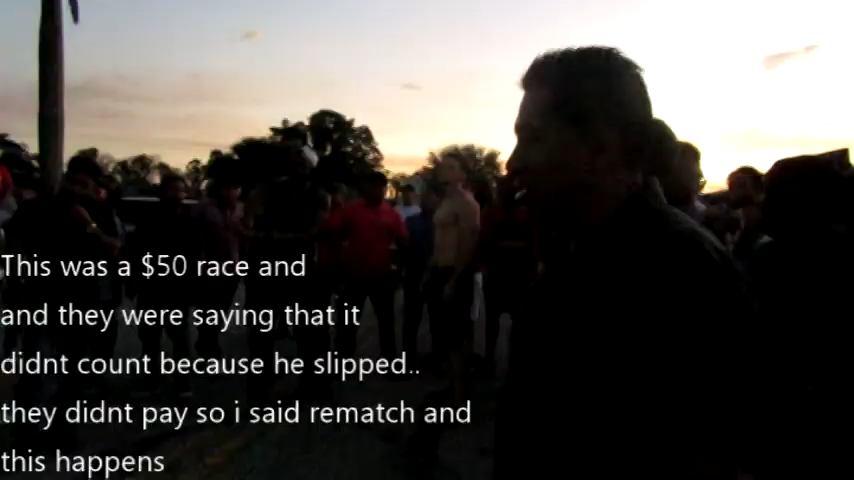 This was a $50 race and
and they were saying that it
didnt count because he slipped..
they didnt pay so i said rematch and
this happens